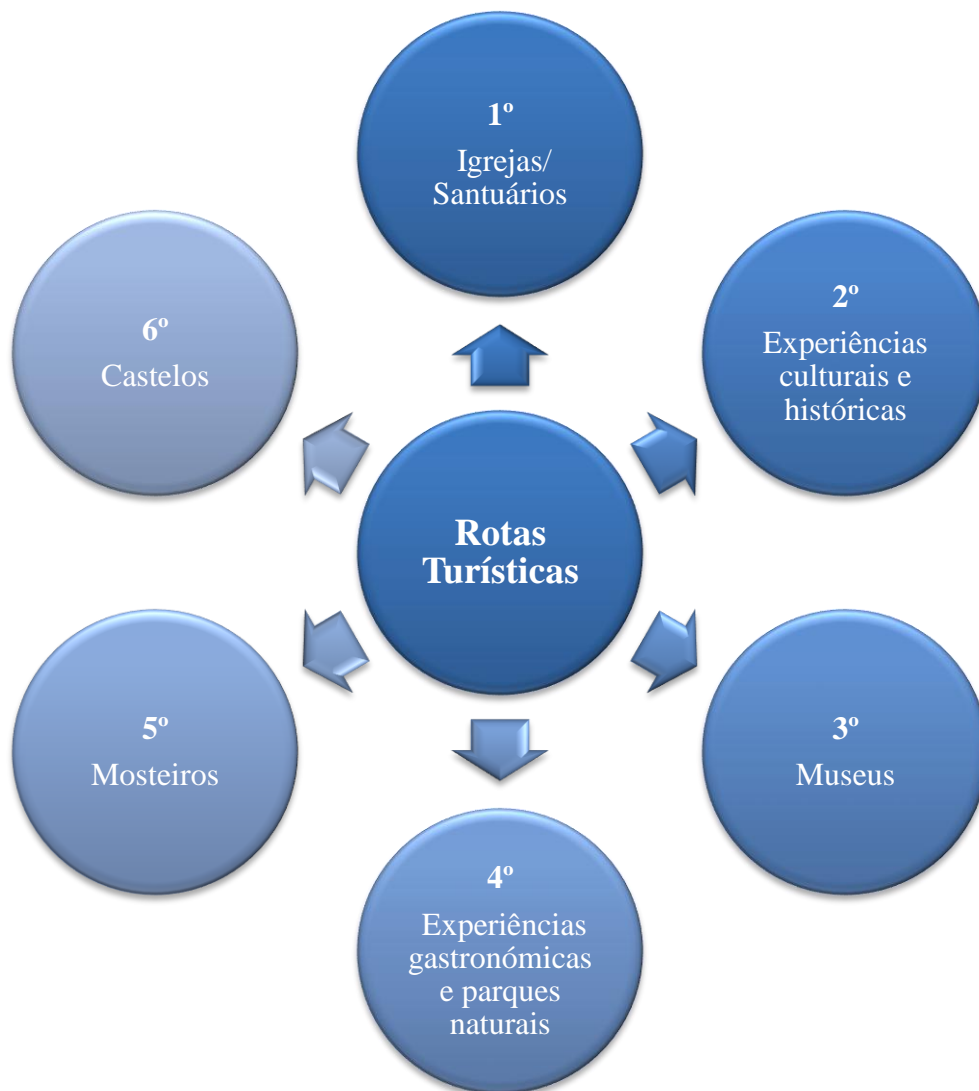 1º
Igrejas/
Santuários
2º
Experiências
culturais e
históricas
3º
Museus
4º
Experiências
gastronómicas
e parques
naturais
5º
Mosteiros
6º
Castelos
Rotas
Turísticas